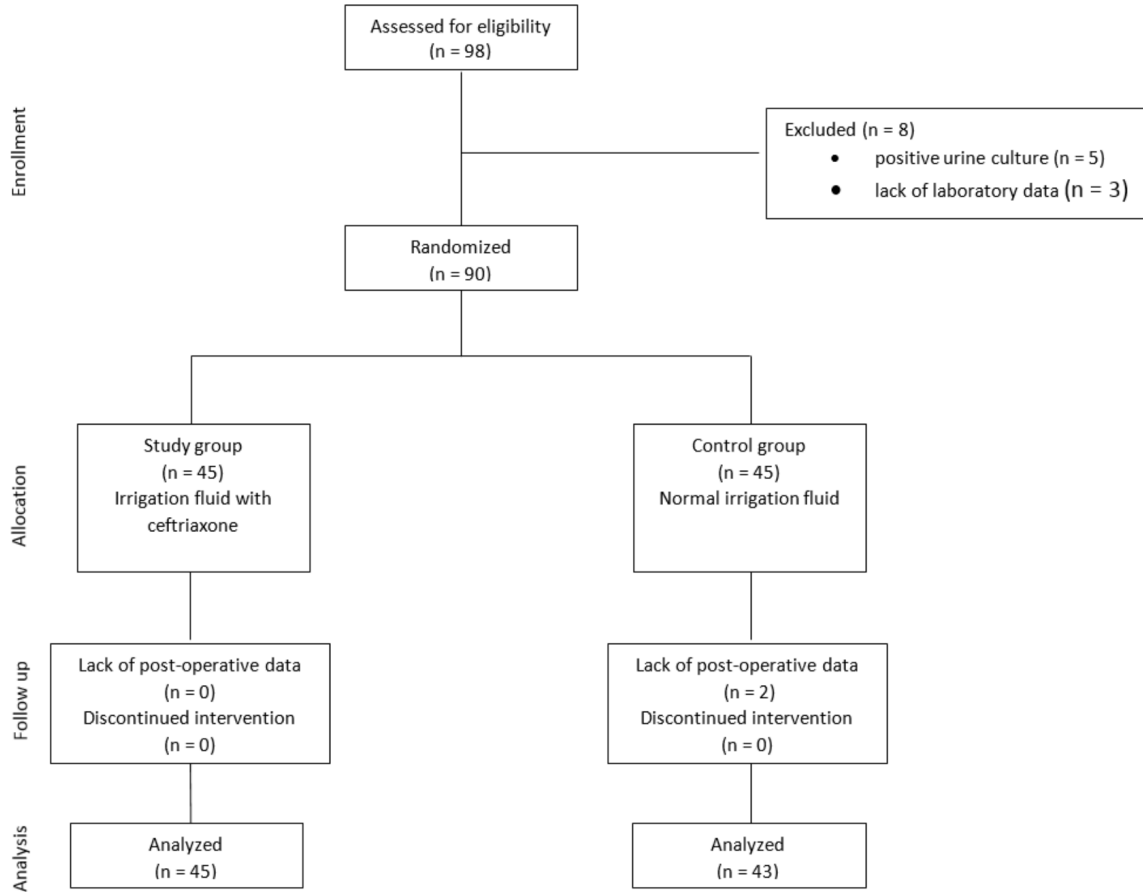 Assessed for eligibility
(n = 98)
Enrollment
Excluded (n = 8)
• positive urine culture (n = 5)
• lack of laboratory data (n = 3)
Randomized
(n = 90)
Allocation
Study group
(n = 45)
Irrigation fluid with
ceftriaxone
Control group
(n = 45)
Normal irrigation fluid
Follow up
Lack of post-operative data
(n = 0)
Discontinued intervention
(n = 0)
Lack of post-operative data
(n = 2)
Discontinued intervention
(n = 0)
Analysis
Analyzed
(n = 45)
Analyzed
(n = 43)